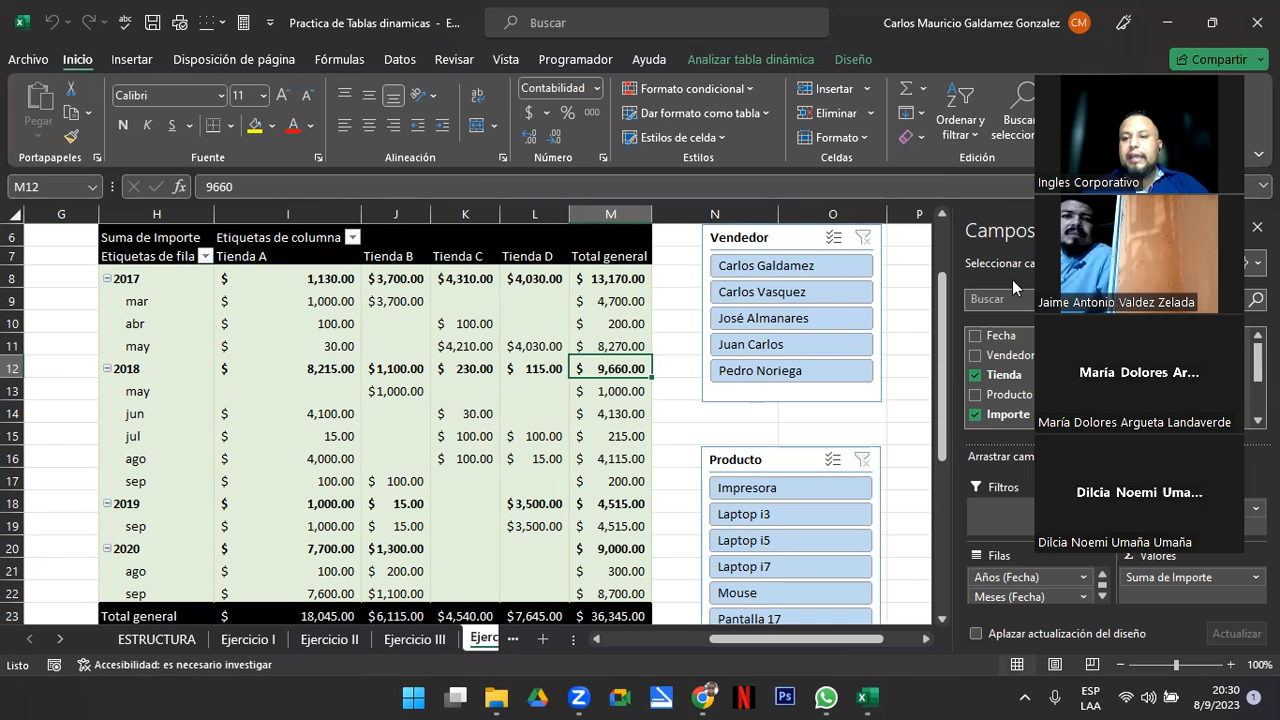 Practica de Tablas dinamicas - E...
Buscar
Carlos Mauricio Galdamez Gonzalez
CM
Archivo Inicio Insertar Disposición de página Fórmulas Datos Revisar Vista Programador Ayuda Analizar tabla dinámica Diseño
Compartir
Pegar
Portapapeles
Calibri 11
N K S
Fuente
ab
Alineación
Contabilidad
$ % 000
Número
Formato condicional
Dar formato como tabla
Estilos de celda
Estilos
Insertar
Eliminar
Formato
Celdas
Ordenar y
filtrar
Buscar
seleccion
Edición
M12 fx 9660
G H I J K L M N O P
6 Suma de Importe Etiquetas de columna
7 Etiquetas de fila Tienda A Tienda B Tienda C Tienda D Total general
8 2017 $ 1,130.00 $3,700.00 $4,310.00 $4,030.00 $ 13,170.00
9 mar $ 1,000.00 $3,700.00 $ 4,700.00
10 abr $ 100.00 $ 100.00 $ 200.00
11 may $ 30.00 $4,210.00 $4,030.00 $ 8,270.00
12 2018 $ 8,215.00 $1,100.00 $ 230.00 $ 115.00 $ 9,660.00
13 may $1,000.00 $ 1,000.00
14 jun $ 4,100.00 $ 30.00 $ 4,130.00
15 jul $ 15.00 $ 100.00 $ 100.00 $ 215.00
16 ago $ 4,000.00 $ 100.00 $ 15.00 $ 4,115.00
17 sep $ 100.00 $ 100.00 $ 200.00
18 2019 $ 1,000.00 $ 15.00 $3,500.00 $ 4,515.00
19 sep $ 1,000.00 $ 15.00 $3,500.00 $ 4,515.00
20 2020 $ 7,700.00 $1,300.00 $ 9,000.00
21 ago $ 100.00 $ 200.00 $ 300.00
22 sep $ 7,600.00 $1,100.00 $ 8,700.00
23 Total general $ 18,045.00 $6,115.00 $4,540.00 $7,645.00 $ 36,345.00
Vendedor
Carlos Galdamez
Carlos Vasquez
José Almanares
Juan Carlos
Pedro Noriega
Producto
Impresora
Laptop i3
Laptop i5
Laptop i7
Mouse
Pantalla 17
Campos
Seleccionar ca
Buscar
Fecha
Vendedor
Tienda
Producto
Importe
Arrastrar cam
Filtros
Filas
Años (Fecha)
Meses (Fecha)
Σ Valores
Suma de Importe
Aplazar actualización del diseño
Actualizar
Ingles Corporativo
Jaime Antonio Valdez Zelada
María Dolores Ar...
María Dolores Argueta Landaverde
Dilcia Noemi Uma...
Dilcia Noemi Umaña Umaña
ESTRUCTURA Ejercicio I Ejercicio II Ejercicio III Ejerc ...
Listo Accesibilidad: es necesario investigar
100%
N
Ps
ESP
LAA
20:30
8/9/2023
1